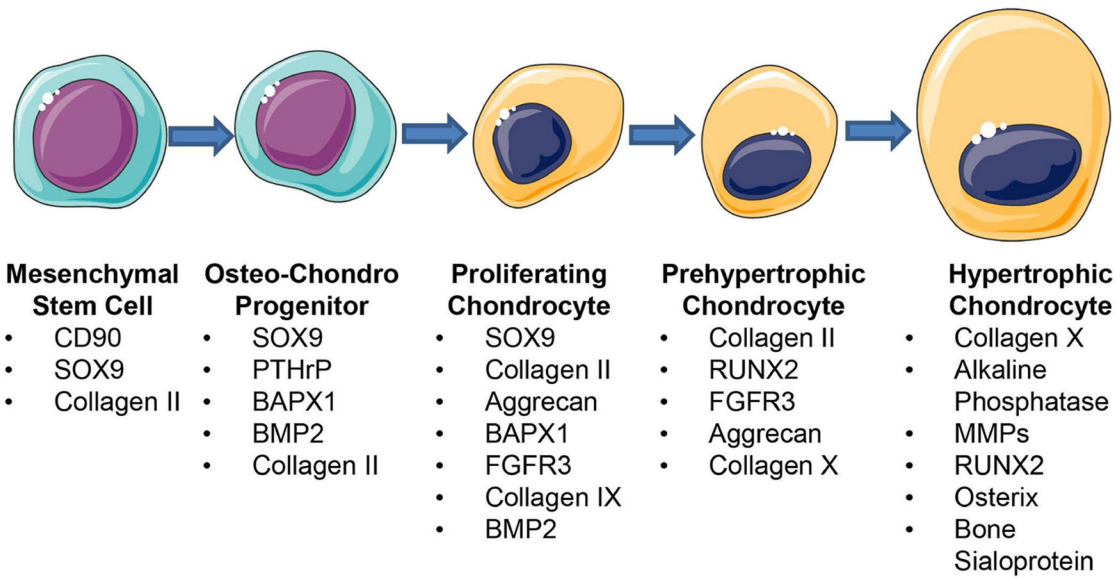 Mesenchymal
Stem Cell
• CD90
• SOX9
• Collagen II
Osteo-Chondro
Progenitor
• SOX9
• PTHrP
• BAPX1
• BMP2
• Collagen II
Proliferating
Chondrocyte
• SOX9
• Collagen II
• Aggrecan
• BAPX1
• FGFR3
• Collagen IX
• BMP2
Prehypertrophic
Chondrocyte
• Collagen II
• RUNX2
• FGFR3
• Aggrecan
• Collagen X
Hypertrophic
Chondrocyte
• Collagen X
• Alkaline
Phosphatase
• MMPs
• RUNX2
• Osterix
• Bone
Sialoprotein